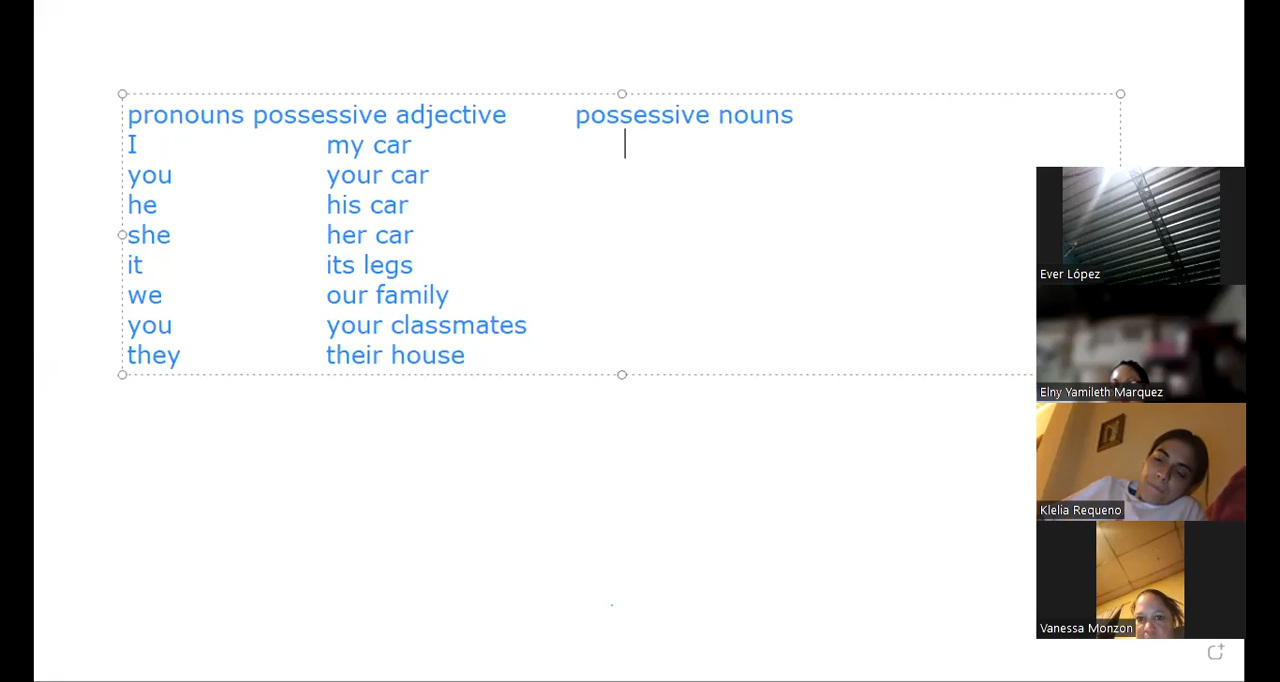 pronouns possessive adjective possessive nouns
I my car
you your car
he his car
she her car
it its legs
we our family
you your classmates
they their house
Ever López
Elny Yamileth Marquez
Klelia Requeno
Vanessa Monzon